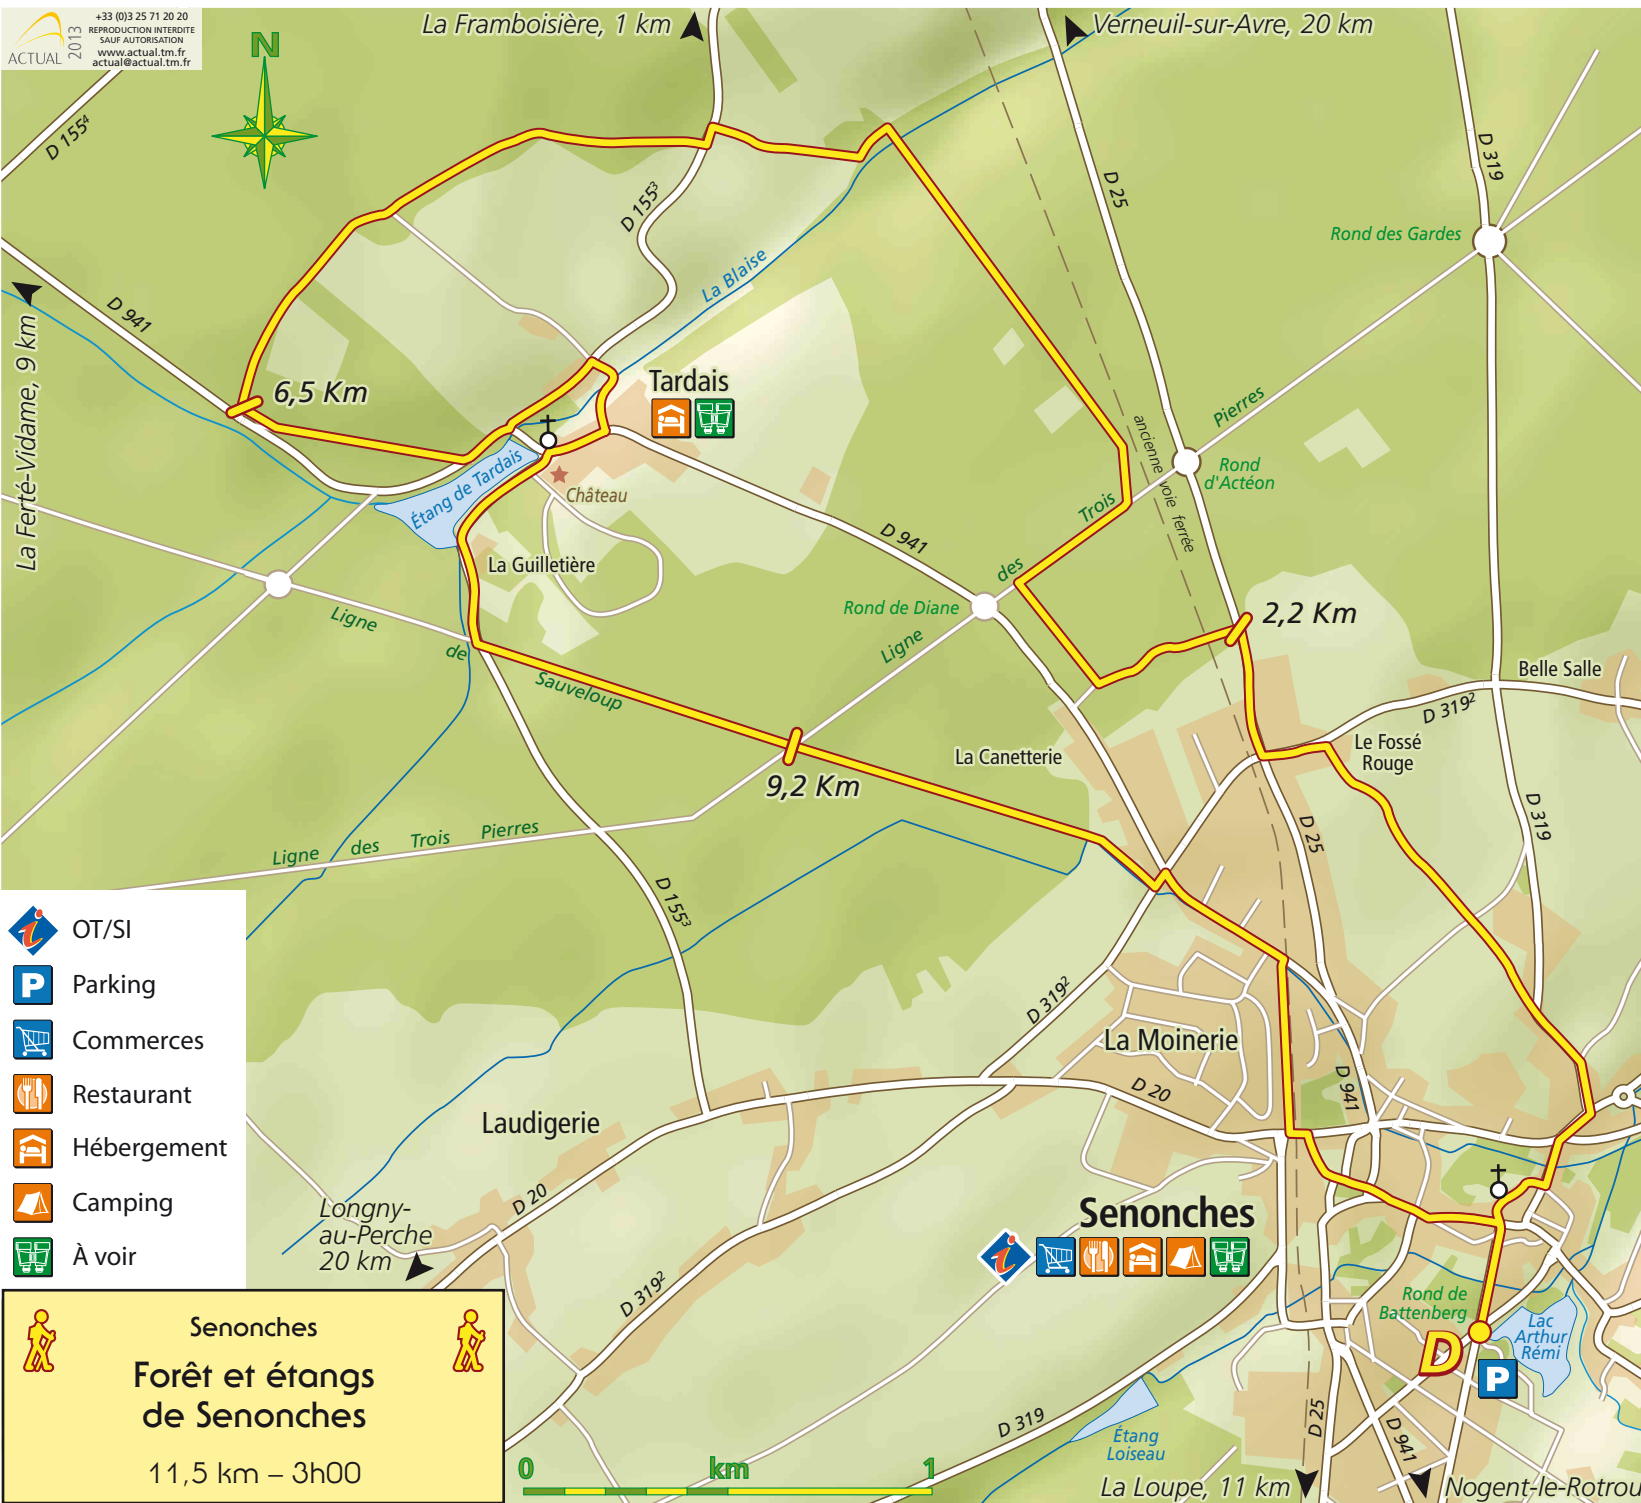 +33 (0)3 25 71 20 20
REPRODUCTION INTERDITE
SAUF AUTORISATION
www.actual.tm.fr
actual@actual.tm.fr
ACTUAL
2013
N
La Framboisière, 1 km
Verneuil-sur-Avre, 20 km
D 155⁴
D 155³
D 25
D 319
Rond des Gardes
La Blaise
D 941
La Ferté-Vidame, 9 km
6,5 Km
Tardais
Pierres
ancienne voie ferrée
Rond
d'Actéon
Étang de Tardais
Château
Trois
D 941
La Guilletière
des
Rond de Diane
2,2 Km
Ligne
Ligne
de
Sauveloup
Belle Salle
D 319²
Le Fossé
Rouge
La Canetterie
9,2 Km
D 319
D 25
Ligne des Trois Pierres
D 155³
OT/SI
Parking
Commerces
Restaurant
Hébergement
Camping
À voir
D 319²
La Moinerie
D 20
D 941
Laudigerie
D 20
Longny-
au-Perche
20 km
Senonches
D 319²
Rond de
Battenberg
D
P
Lac
Arthur
Rémi
Senonches
Forêt et étangs
de Senonches
11,5 km – 3h00
0 km 1
D 319
Étang
Loiseau
D 25
D 941
La Loupe, 11 km
Nogent-le-Rotrou